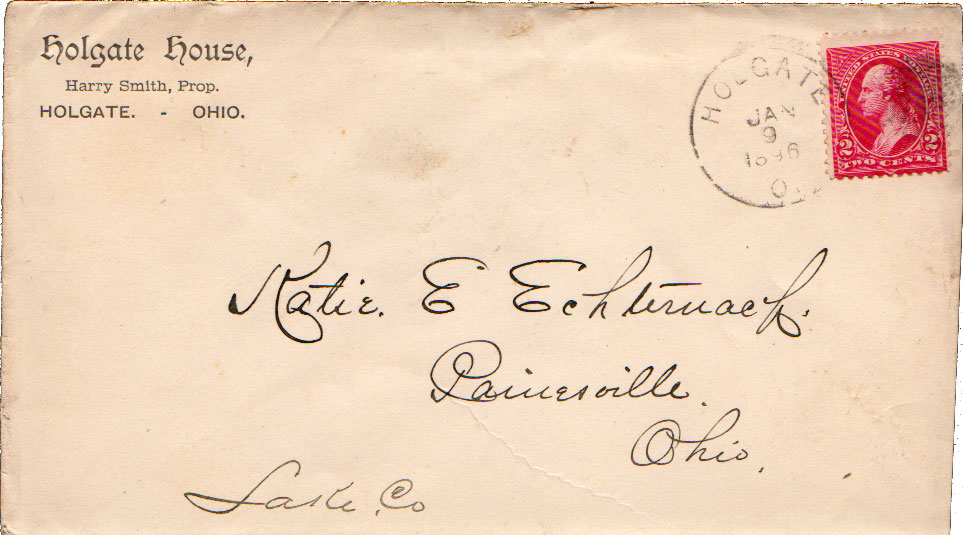 Holgate House,
Harry Smith, Prop.
HOLGATE. - OHIO.
HOLGATE
JAN
9
1896
O
UNITED STATES POSTAGE
2 2
TWO CENTS
Katie. E Echternach.
Painesville.
Ohio.
Lake. Co